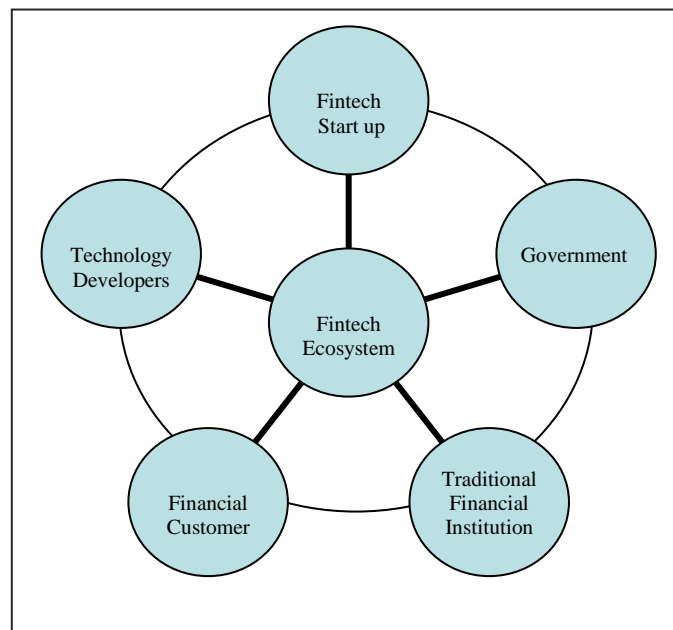 Fintech
Start up
Technology
Developers
Government
Fintech
Ecosystem
Financial
Customer
Traditional
Financial
Institution